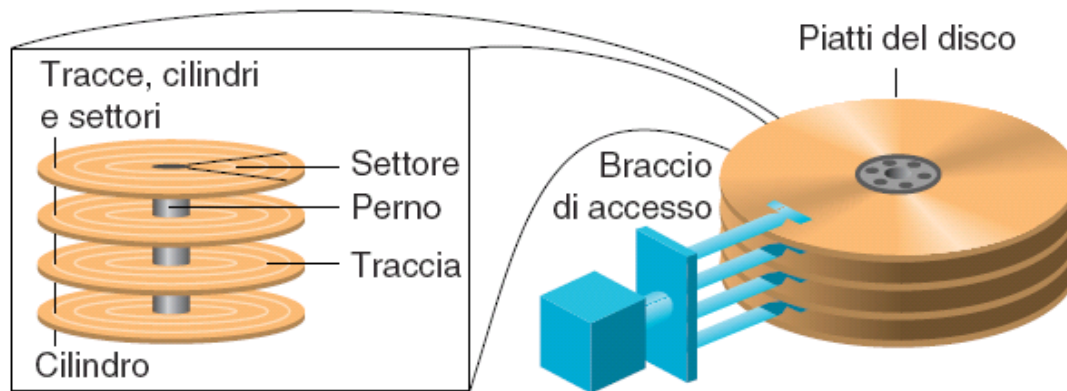 Tracce, cilindri
e settori
Settore
Perno
Traccia
Cilindro
Piatti del disco
Braccio
di accesso